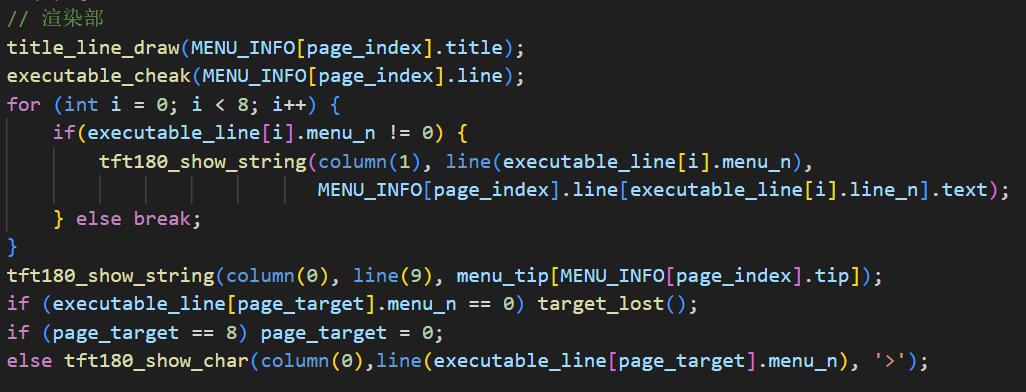 // 渲染部
title_line_draw(MENU_INFO[page_index].title);
executable_cheak(MENU_INFO[page_index].line);
for (int i = 0; i < 8; i++) {
    if(executable_line[i].menu_n != 0) {
        tft180_show_string(column(1), line(executable_line[i].menu_n),
                           MENU_INFO[page_index].line[executable_line[i].line_n].text);
    } else break;
}
tft180_show_string(column(0), line(9), menu_tip[MENU_INFO[page_index].tip]);
if (executable_line[page_target].menu_n == 0) target_lost();
if (page_target == 8) page_target = 0;
else tft180_show_char(column(0),line(executable_line[page_target].menu_n), '>');